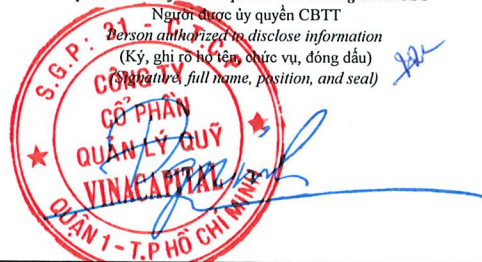 Người được ủy quyền CBTT
Person authorized to disclose information
(Ký, ghi rõ họ tên, chức vụ, đóng dấu)
(Signature, full name, position, and seal)
S.G.P: 31 - C.T.C.P
CÔNG TY
CỔ PHẦN
QUẢN LÝ QUỸ
VINACAPITAL
QUẬN 1 - T.P HỒ CHÍ MINH